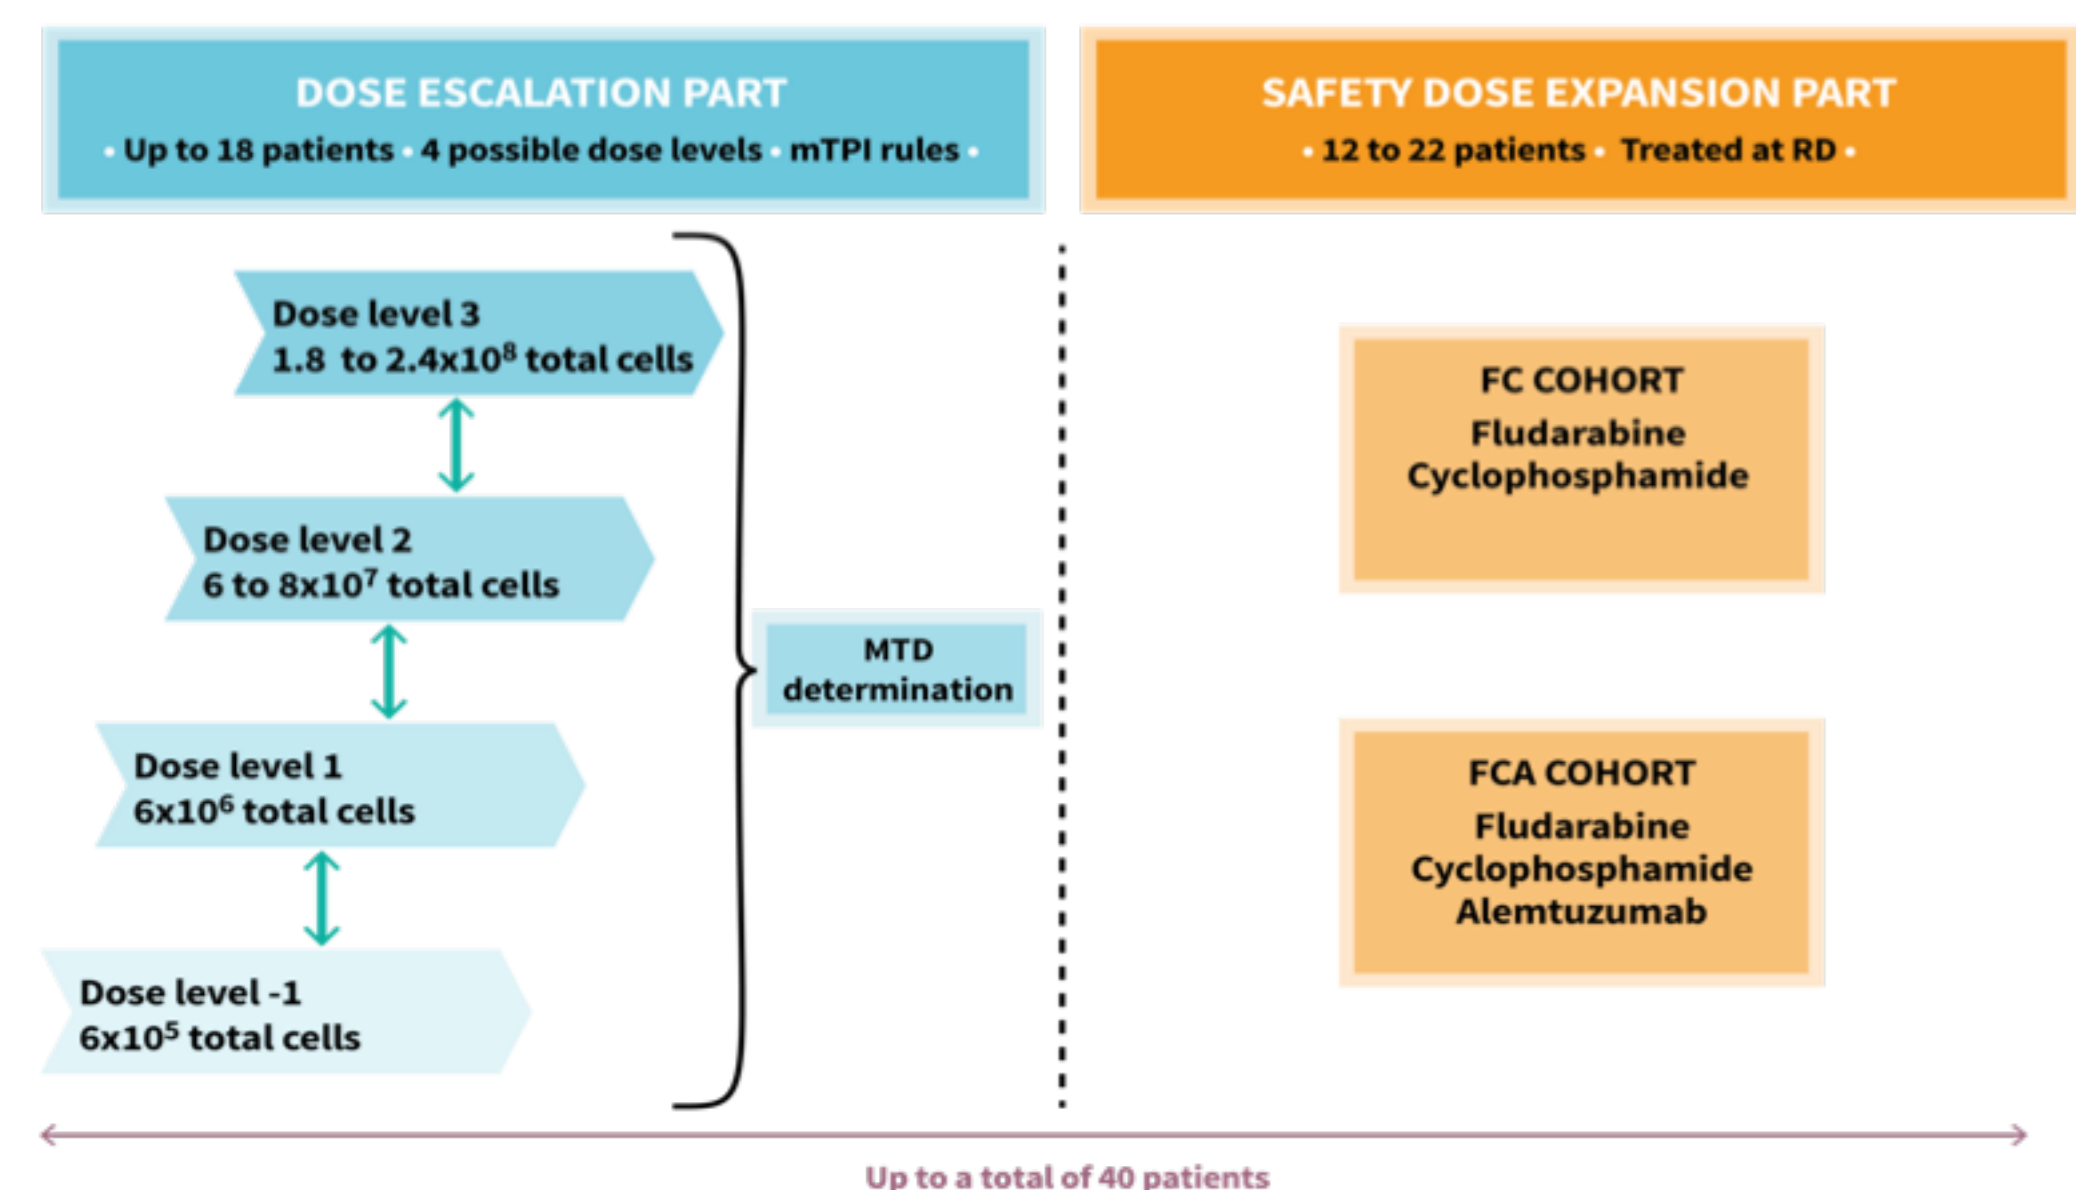 DOSE ESCALATION PART
• Up to 18 patients • 4 possible dose levels • mTPI rules •
SAFETY DOSE EXPANSION PART
• 12 to 22 patients • Treated at RD •
Dose level 3
1.8 to 2.4x10⁸ total cells
Dose level 2
6 to 8x10⁷ total cells
Dose level 1
6x10⁶ total cells
Dose level -1
6x10⁵ total cells
MTD
determination
FC COHORT
Fludarabine
Cyclophosphamide
FCA COHORT
Fludarabine
Cyclophosphamide
Alemtuzumab
Up to a total of 40 patients